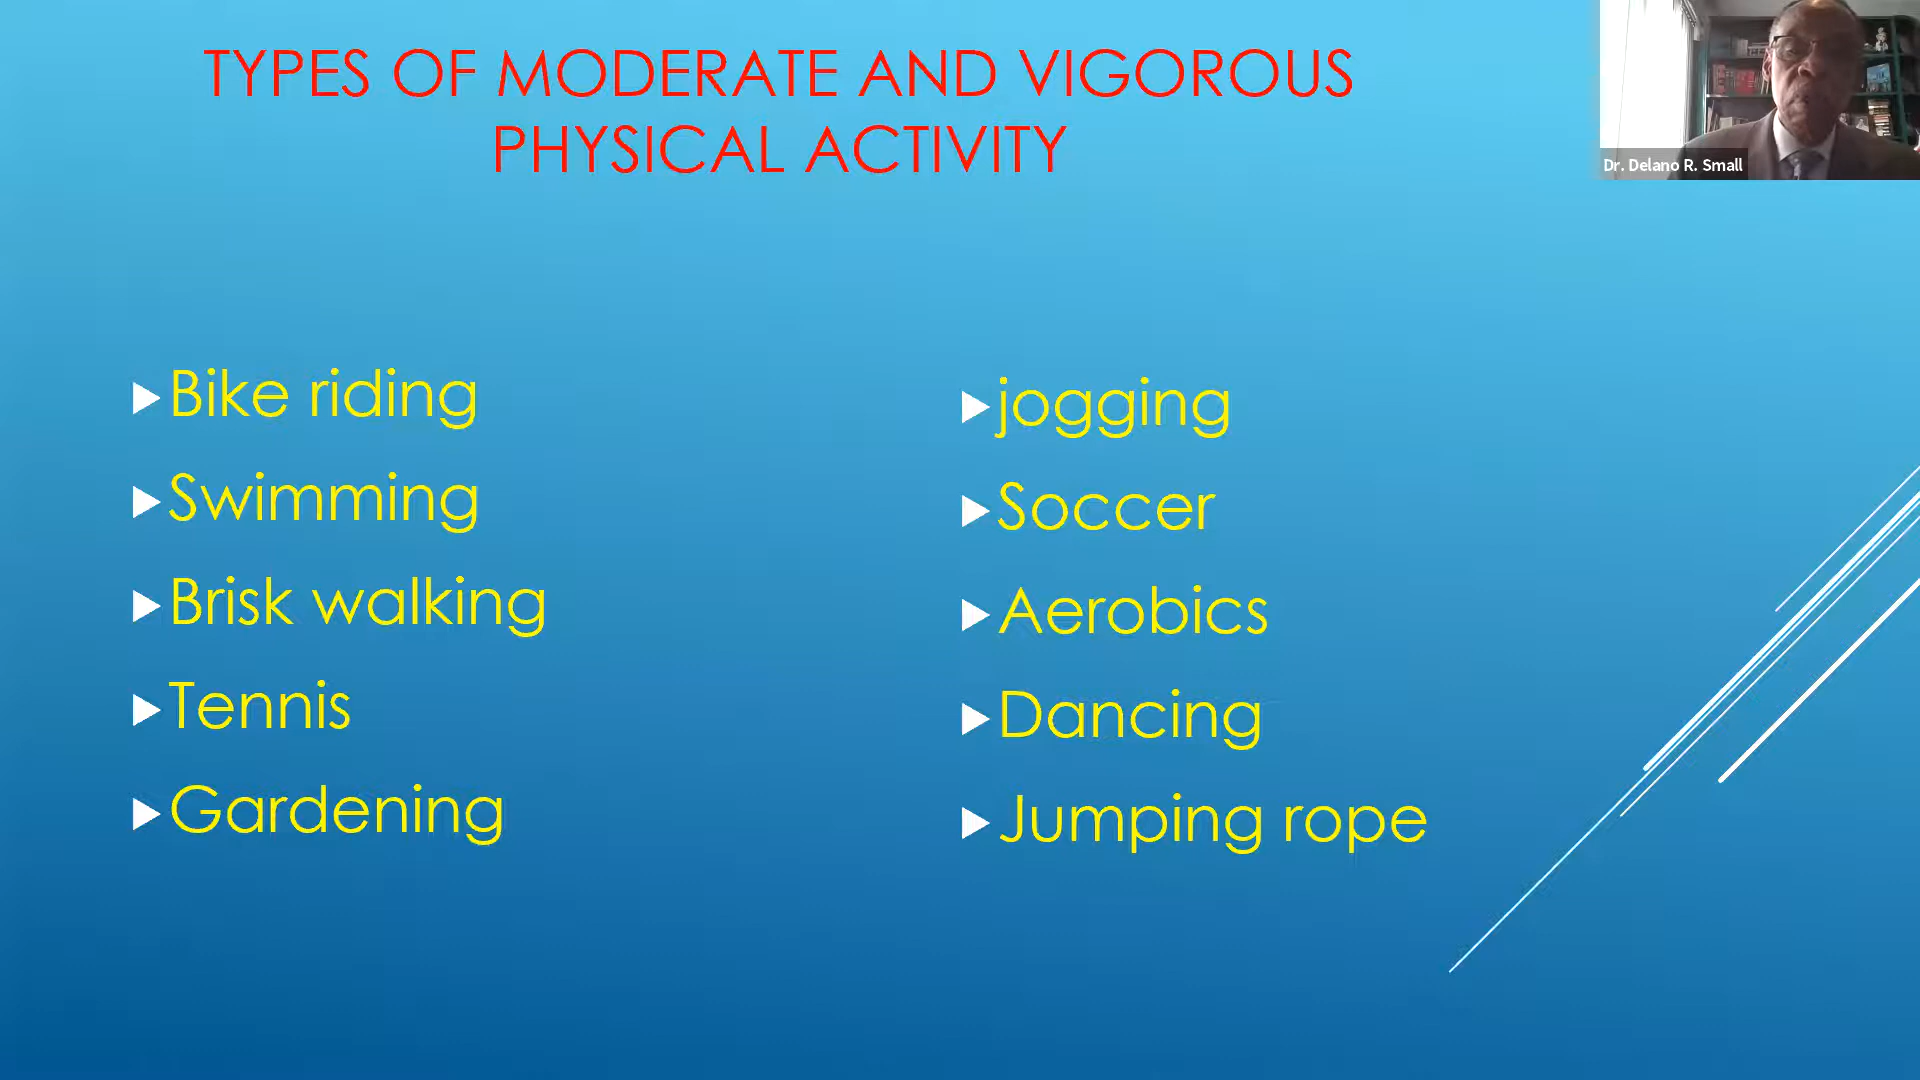 TYPES OF MODERATE AND VIGOROUS
PHYSICAL ACTIVITY
Dr. Delano R. Small
Bike riding
Swimming
Brisk walking
Tennis
Gardening
jogging
Soccer
Aerobics
Dancing
Jumping rope